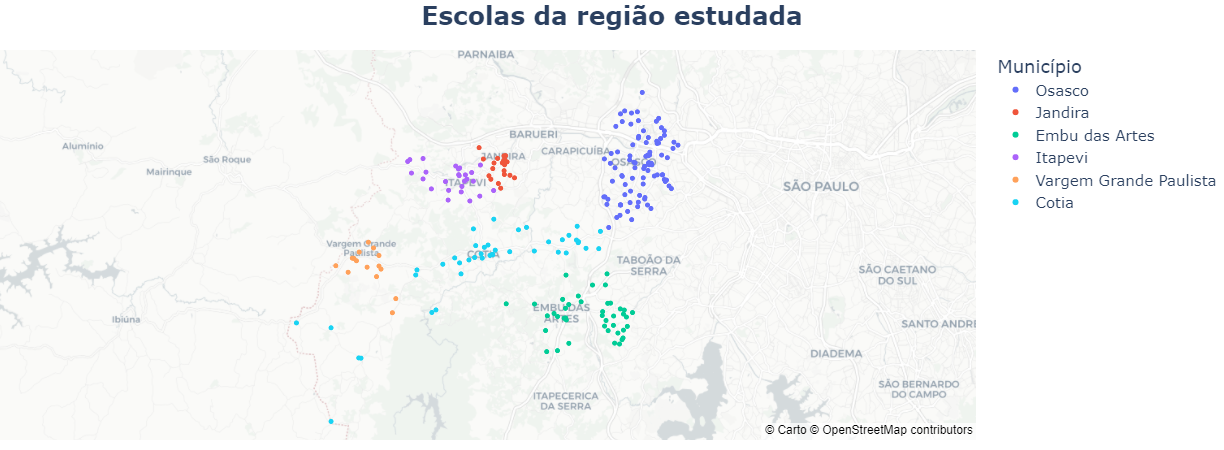 Escolas da região estudada
PARNAIBA
Município
Osasco
Jandira
Embu das Artes
Itapevi
Vargem Grande Paulista
Cotia
BARUERI
Alumínio
CARAPICUÍBA
JANDIRA
São Roque
OSASCO
Mairinque
ITAPEVI
SÃO PAULO
Vargem Grande
Paulista
COTIA
TABOÃO DA
SERRA
SÃO CAETANO
DO SUL
EMBU DAS
ARTES
Ibiúna
SANTO ANDRÉ
DIADEMA
SÃO BERNARDO
DO CAMPO
ITAPECERICA
DA SERRA
© Carto © OpenStreetMap contributors